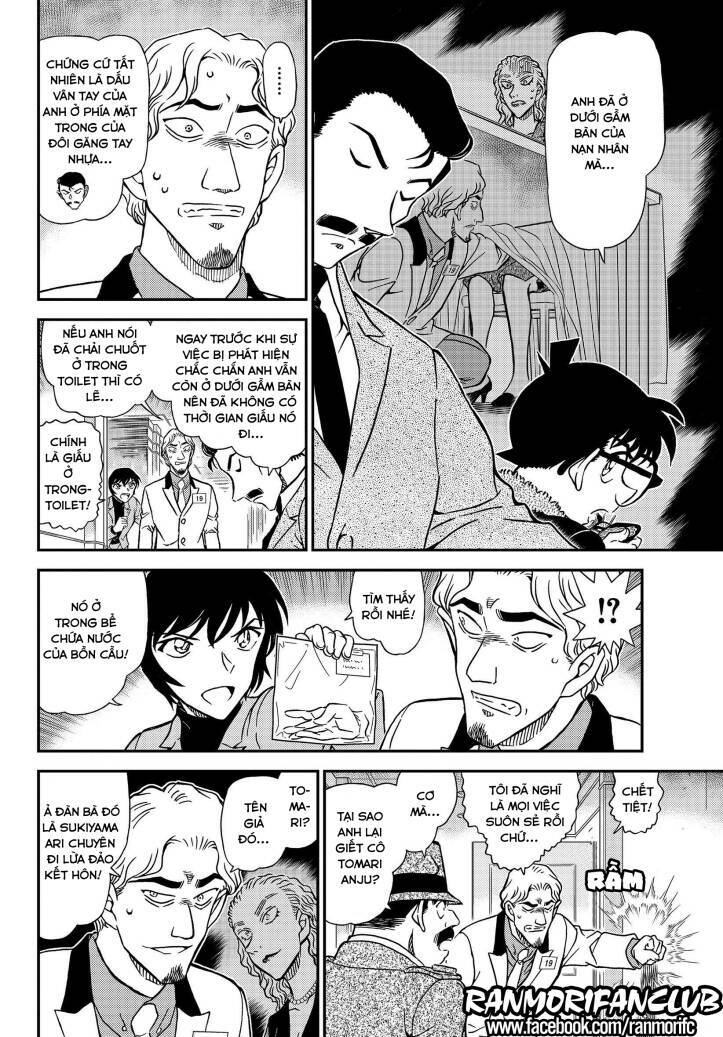 ANH ĐÃ Ở
DƯỚI GẦM
BÀN CỦA
NẠN NHÂN
MÀ...
......
CHỨNG CỨ TẤT
NHIÊN LÀ DẤU
VÂN TAY CỦA
ANH Ở PHÍA MẶT
TRONG CỦA
ĐÔI GĂNG TAY
NHỰA...
19
NGAY TRƯỚC KHI SỰ
VIỆC BỊ PHÁT HIỆN
CHẮC CHẮN ANH VẪN
CÒN Ở DƯỚI GẦM BÀN
NÊN ĐÃ KHÔNG CÓ
THỜI GIAN GIẤU NÓ
ĐI...
NẾU ANH NÓI
ĐÃ CHẢI CHUỐT
Ở TRONG
TOILET THÌ CÓ
LẼ...
CHÍNH
LÀ GIẤU
Ở
TRONG-
TOILET!
19
!?
TÌM THẤY
RỒI NHÉ!
NÓ Ở
TRONG BỂ
CHỨA NƯỚC
CỦA BỒN CẦU!
CHẾT
TIỆT!
TÔI ĐÃ NGHĨ
LÀ MỌI VIỆC
SUÔN SẺ RỒI
CHỨ...
RẦM
CƠ
MÀ...
TẠI SAO
ANH LẠI
GIẾT CÔ
TOMARI
ANJU?
19
TO-
MA-
RI?
TÊN
GIẢ
ĐÓ...
Ả ĐÀN BÀ ĐÓ
LÀ SUKIYAMA
ARI CHUYÊN
ĐI LỪA ĐẢO
KẾT HÔN!
RANMORIFANCLUB
www.facebook.com/ranmorifc